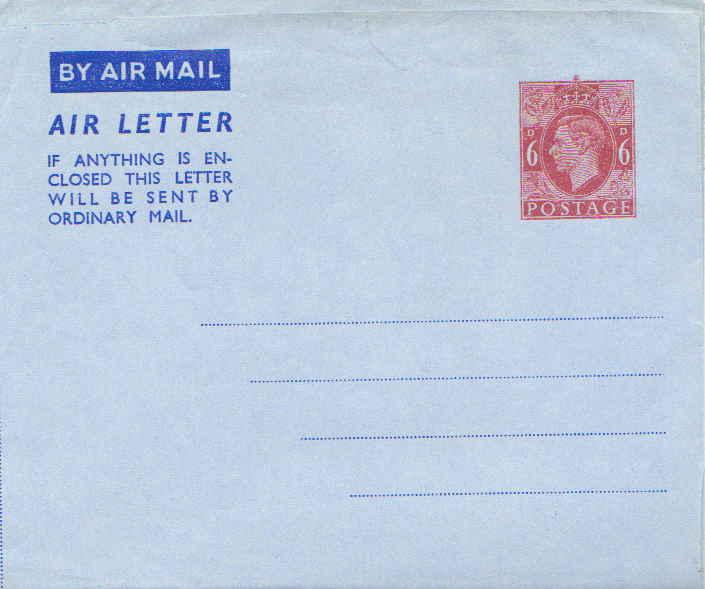 BY AIR MAIL
AIR LETTER
IF ANYTHING IS EN-
CLOSED THIS LETTER
WILL BE SENT BY
ORDINARY MAIL.
D D
6 6
POSTAGE